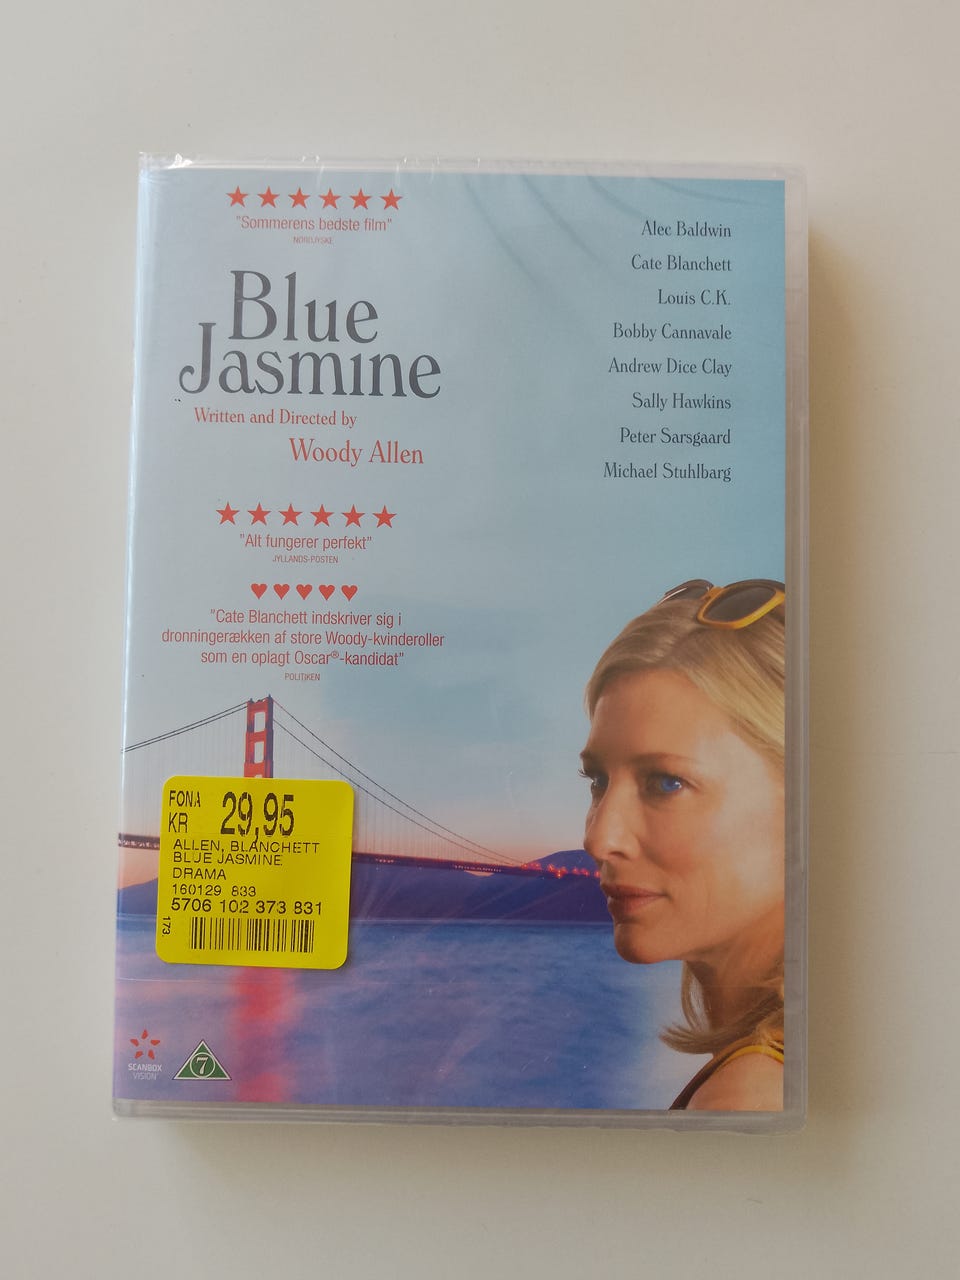 ★★★★★★
"Sommerens bedste film"
NORDJYSKE
Blue
Jasmine
Written and Directed by
Woody Allen
★★★★★★
"Alt fungerer perfekt"
JYLLANDS-POSTEN
♥♥♥♥♥
"Cate Blanchett indskriver sig i
dronningerækken af store Woody-kvinderoller
som en oplagt Oscar®-kandidat"
POLITIKEN
Alec Baldwin
Cate Blanchett
Louis C.K.
Bobby Cannavale
Andrew Dice Clay
Sally Hawkins
Peter Sarsgaard
Michael Stuhlbarg
FONA
KR 29,95
ALLEN, BLANCHETT
BLUE JASMINE
DRAMA
160129 833
5706 102 373 831
173
SCANBOX
VISION
7